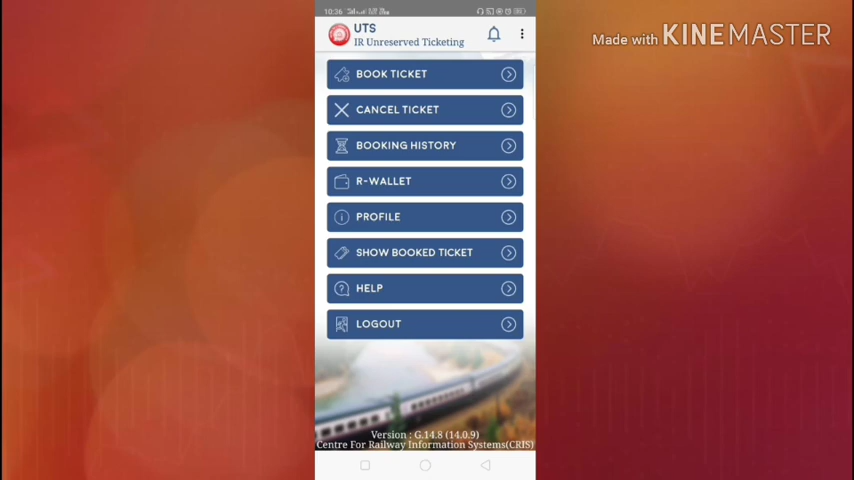 10:36
UTS
IR Unreserved Ticketing
Made with KINEMASTER
BOOK TICKET
CANCEL TICKET
BOOKING HISTORY
R-WALLET
PROFILE
SHOW BOOKED TICKET
HELP
LOGOUT
Version : G.14.8 (14.0.9)
Centre For Railway Information Systems(CRIS)